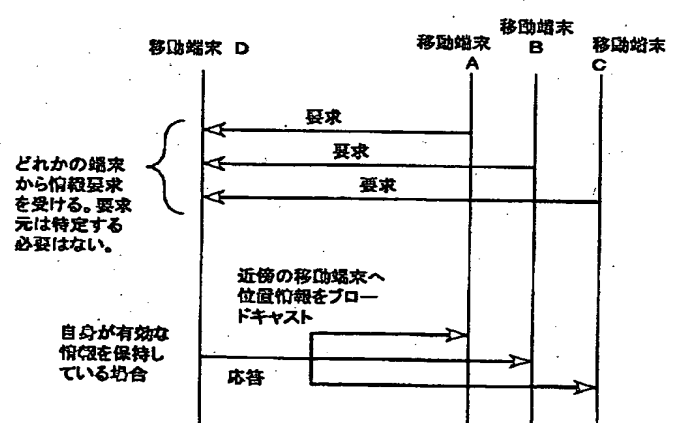 移動端末 D
移動端末
A
移動端末
B
移動端末
C
要求
要求
要求
どれかの端末
から情報要求
を受ける。要求
元は特定する
必要はない。
近傍の移動端末へ
位置情報をブロー
ドキャスト
自身が有効な
情報を保持し
ている場合
応答